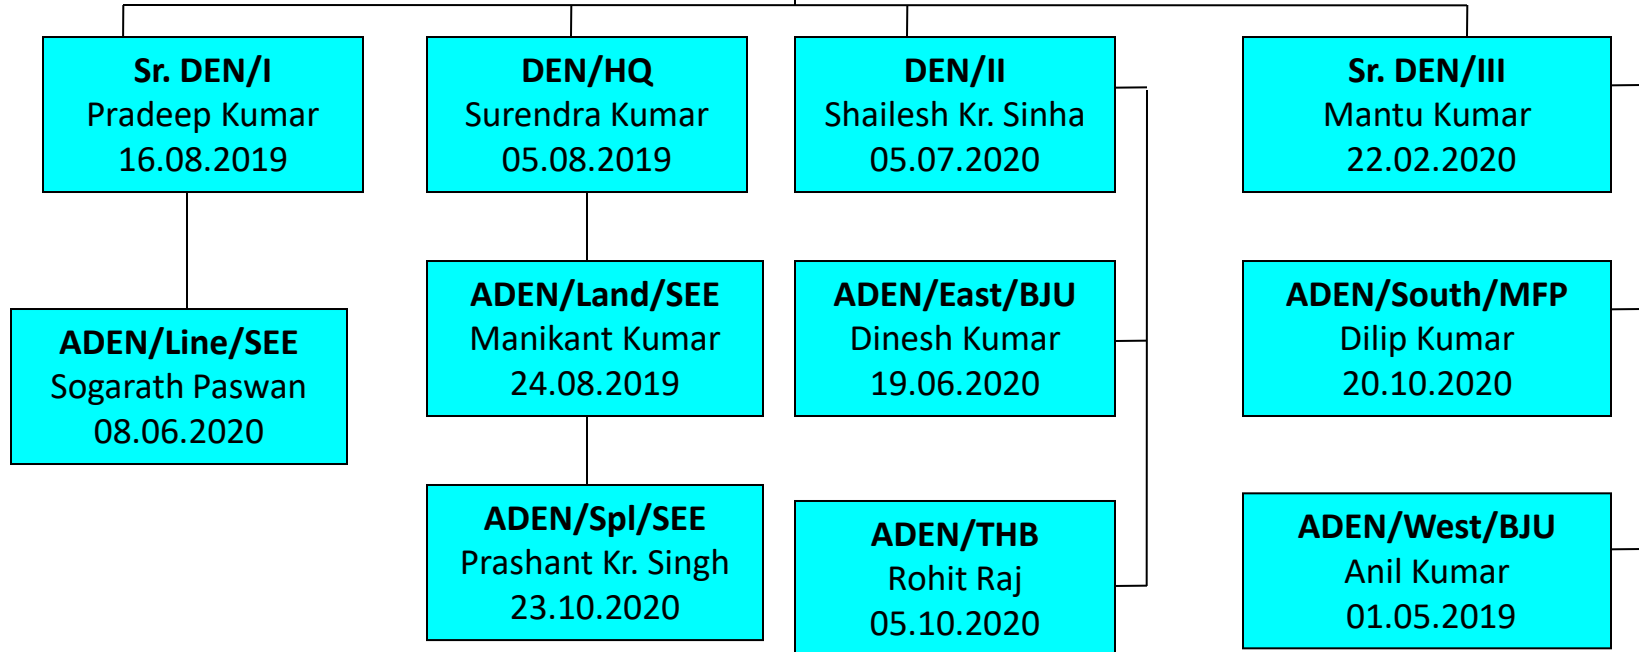 Sr. DEN/I
Pradeep Kumar
16.08.2019
DEN/HQ
Surendra Kumar
05.08.2019
DEN/II
Shailesh Kr. Sinha
05.07.2020
Sr. DEN/III
Mantu Kumar
22.02.2020
ADEN/Line/SEE
Sogarath Paswan
08.06.2020
ADEN/Land/SEE
Manikant Kumar
24.08.2019
ADEN/East/BJU
Dinesh Kumar
19.06.2020
ADEN/South/MFP
Dilip Kumar
20.10.2020
ADEN/Spl/SEE
Prashant Kr. Singh
23.10.2020
ADEN/THB
Rohit Raj
05.10.2020
ADEN/West/BJU
Anil Kumar
01.05.2019